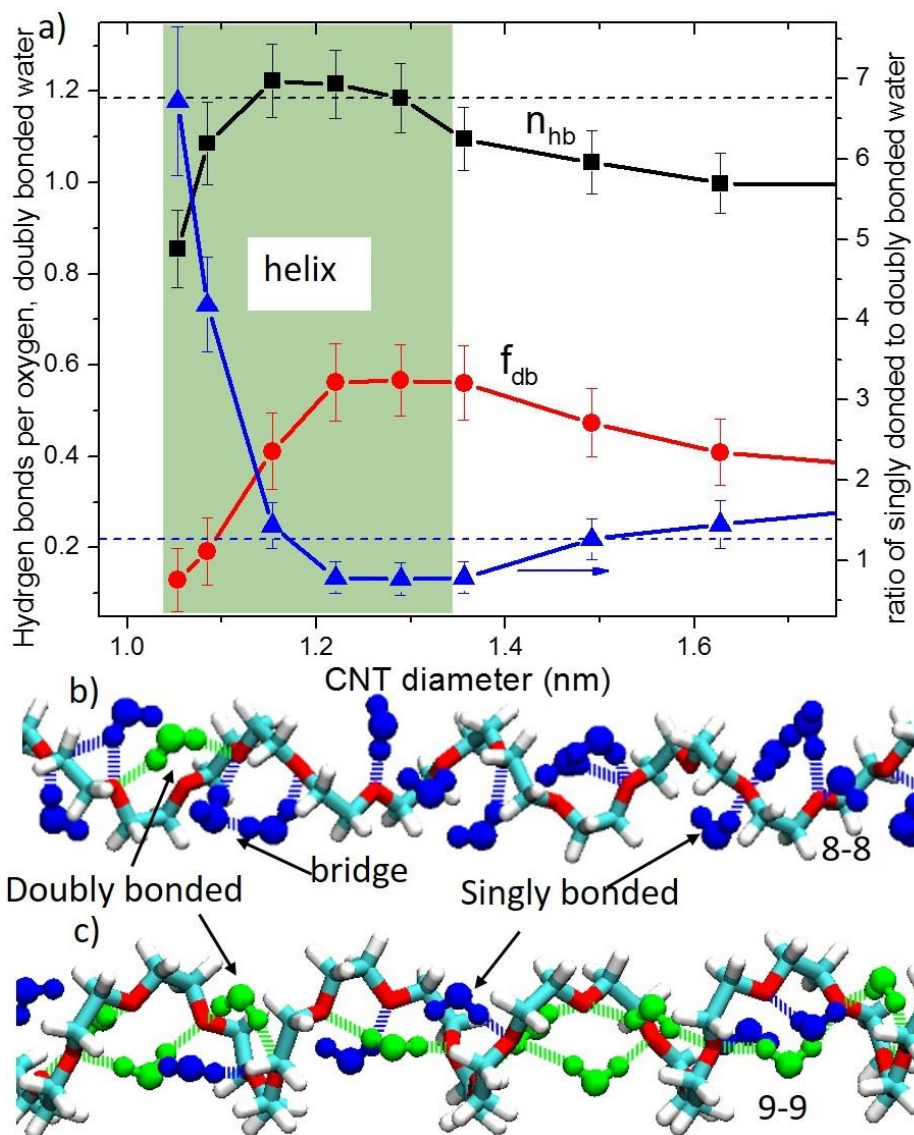 a)
Hydrgen bonds per oxygen, doubly bonded water
1.2
1.0
0.8
0.6
0.4
0.2
n_hb
helix
f_db
7
6
5
4
3
2
1
ratio of singly donded to doubly bonded water
1.0
1.2
1.4
1.6
CNT diameter (nm)
b)
8-8
bridge
Doubly bonded
Singly bonded
c)
9-9